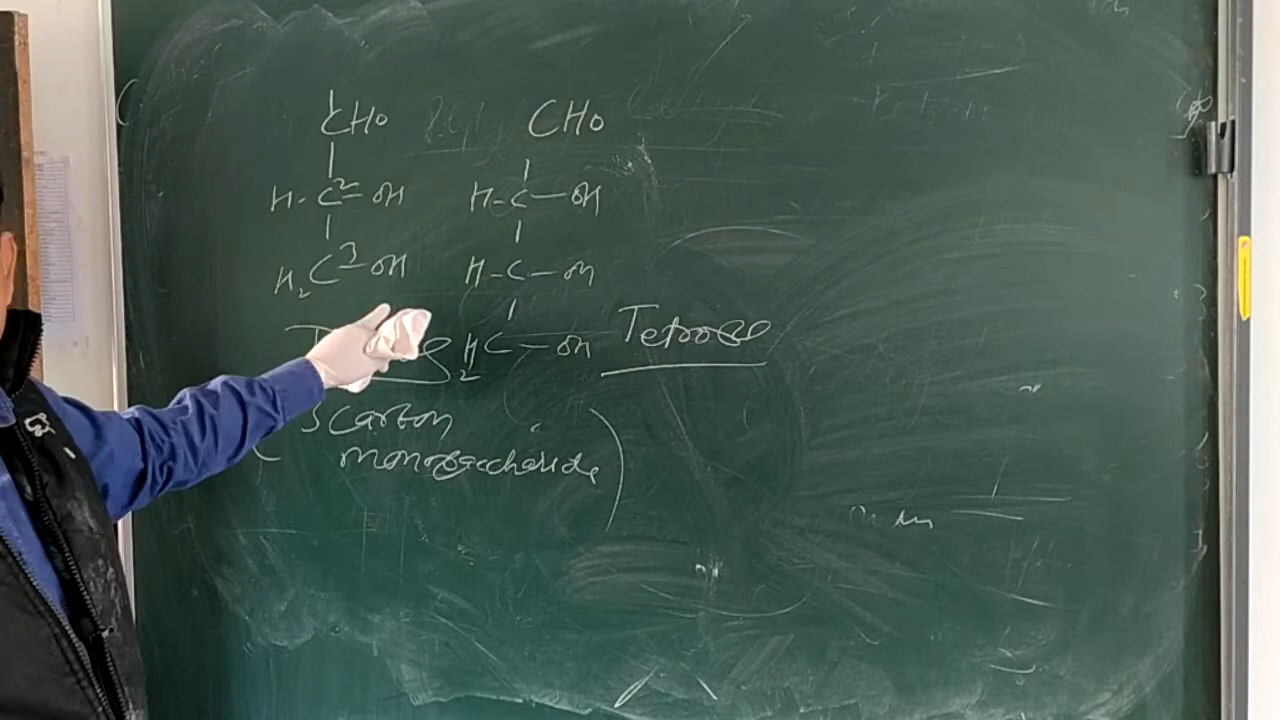 CHO CHO
H-C²-OH H-C-OH
H₂C³-OH H-C-OH
H₂C-OH Tetrose
3 carbon
monosaccharide